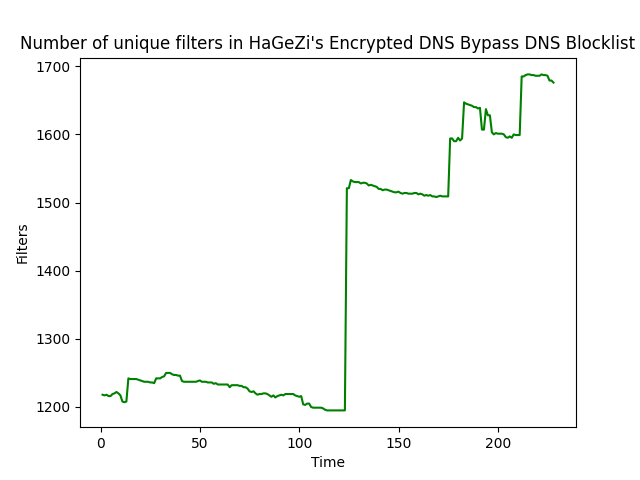 Number of unique filters in HaGeZi's Encrypted DNS Bypass DNS Blocklist
1700
1600
1500
1400
1300
1200
Filters
0 50 100 150 200
Time